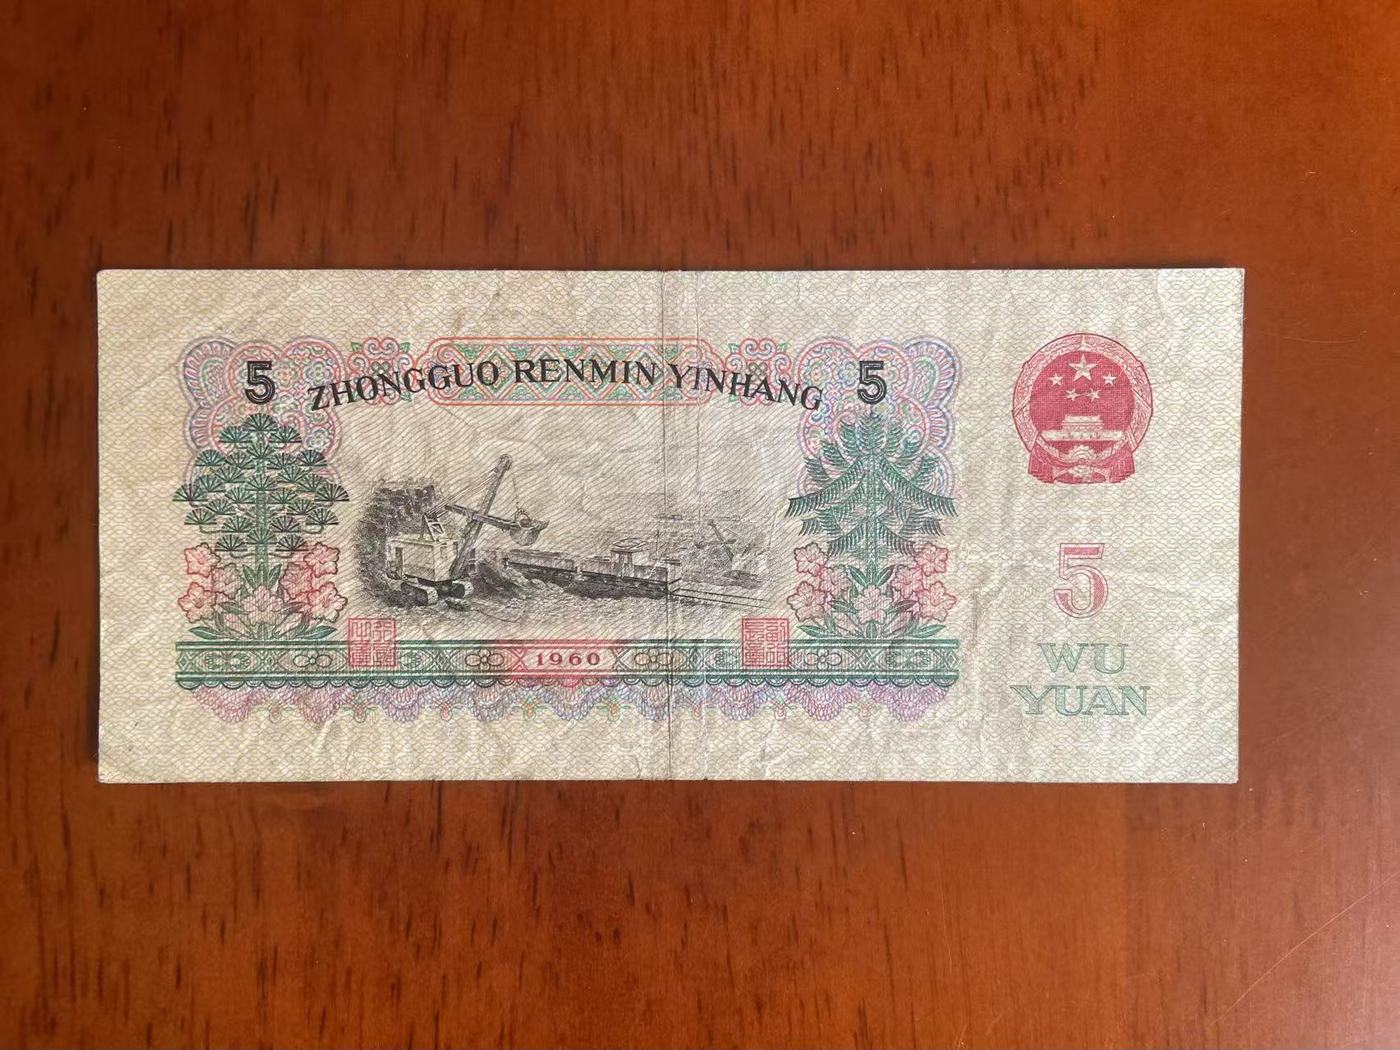 5 ZHONGGUO RENMIN YINHANG 5
5
WU
YUAN
1960